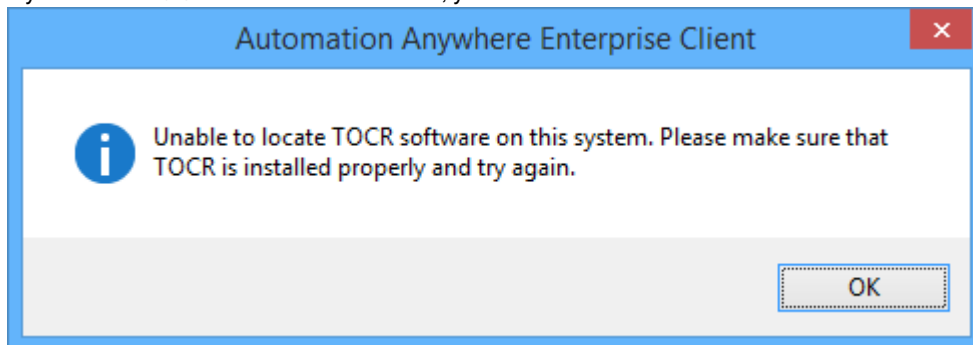 Automation Anywhere Enterprise Client
Unable to locate TOCR software on this system. Please make sure that
TOCR is installed properly and try again.
OK